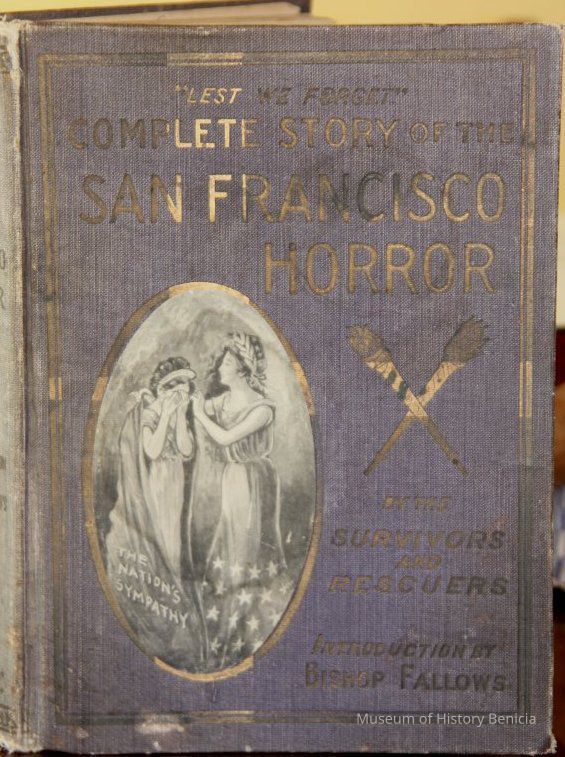 "LEST WE FORGET"
COMPLETE STORY OF THE
SAN FRANCISCO
HORROR
BY THE
SURVIVORS
AND
RESCUERS
INTRODUCTION BY
BISHOP FALLOWS
THE
NATION'S
SYMPATHY
Museum of History Benicia